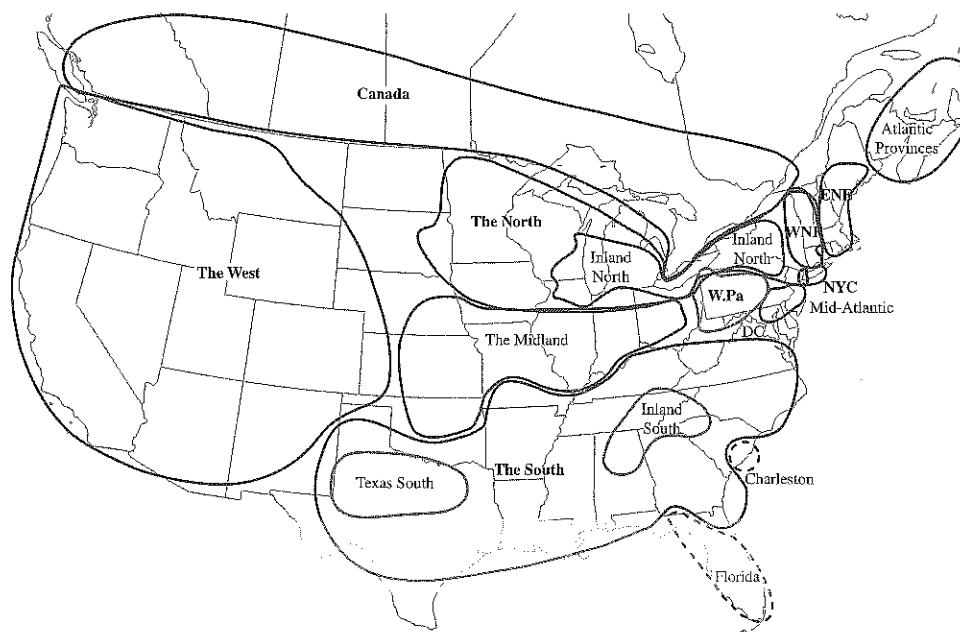 Canada
Atlantic
Provinces
ENE
The North
WNE
Inland
North
The West
Inland
North
W.Pa
NYC
Mid-Atlantic
DC
The Midland
Inland
South
The South
Texas South
Charleston
Florida